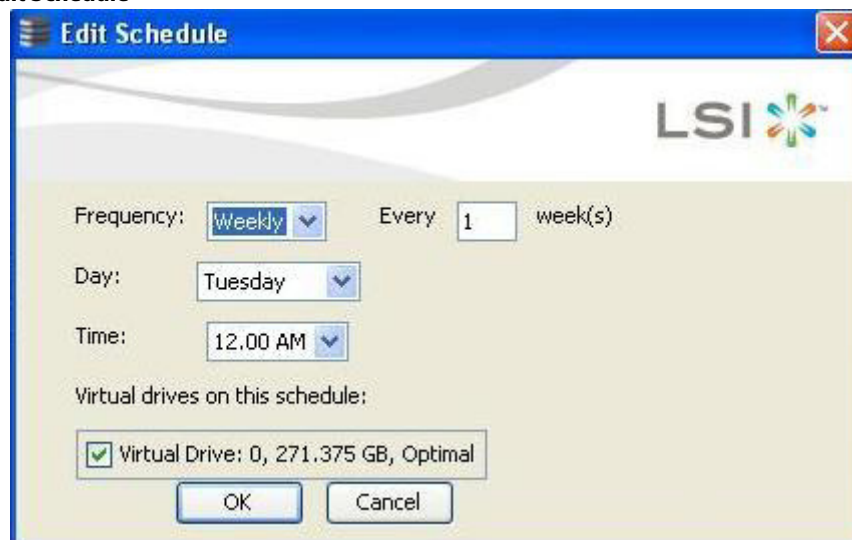 Edit Schedule
LSI
Frequency: Weekly Every 1 week(s)
Day: Tuesday
Time: 12.00 AM
Virtual drives on this schedule:
Virtual Drive: 0, 271.375 GB, Optimal
OK Cancel